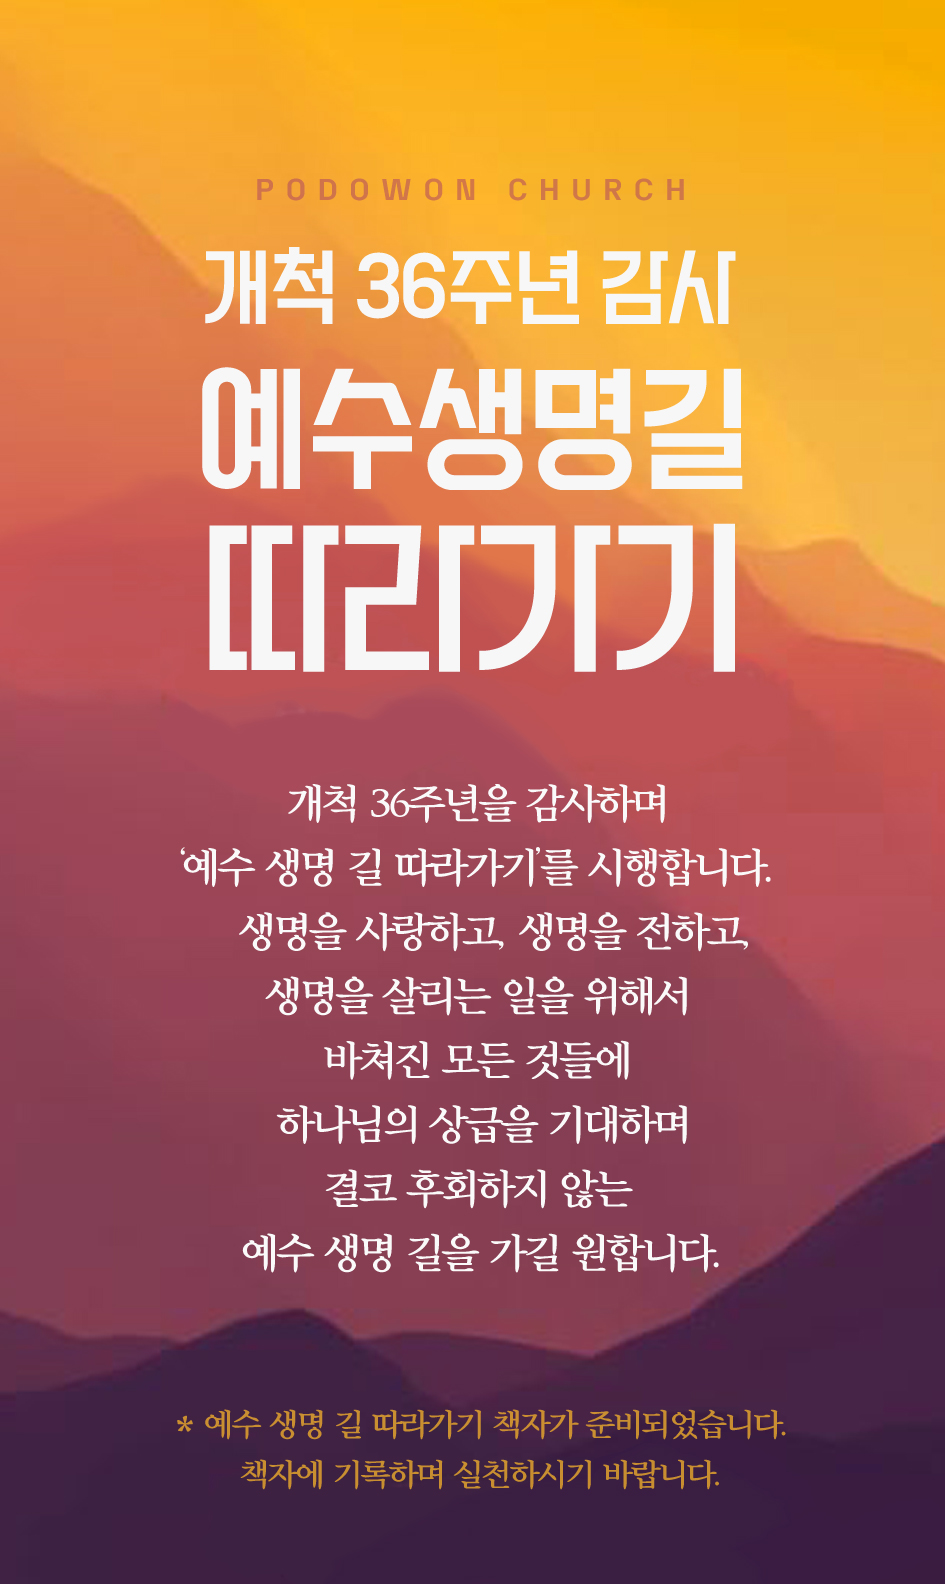 PODOWON CHURCH
개척 36주년 감사
예수생명길
따라가기
개척 36주년을 감사하며
‘예수 생명 길 따라가기’를 시행합니다.
생명을 사랑하고, 생명을 전하고,
생명을 살리는 일을 위해서
바쳐진 모든 것들에
하나님의 상급을 기대하며
결코 후회하지 않는
예수 생명 길을 가길 원합니다.
* 예수 생명 길 따라가기 책자가 준비되었습니다.
책자에 기록하며 실천하시기 바랍니다.